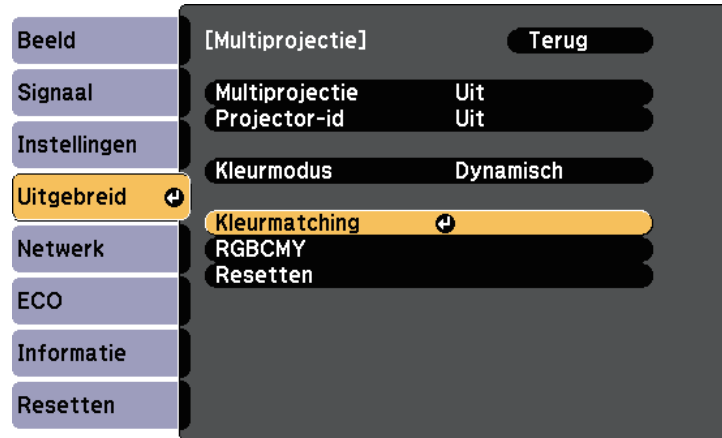 Beeld
Signaal
Instellingen
Uitgebreid
Netwerk
ECO
Informatie
Resetten
[Multiprojectie] Terug
Multiprojectie Uit
Projector-id Uit
Kleurmodus Dynamisch
Kleurmatching
RGBCMY
Resetten